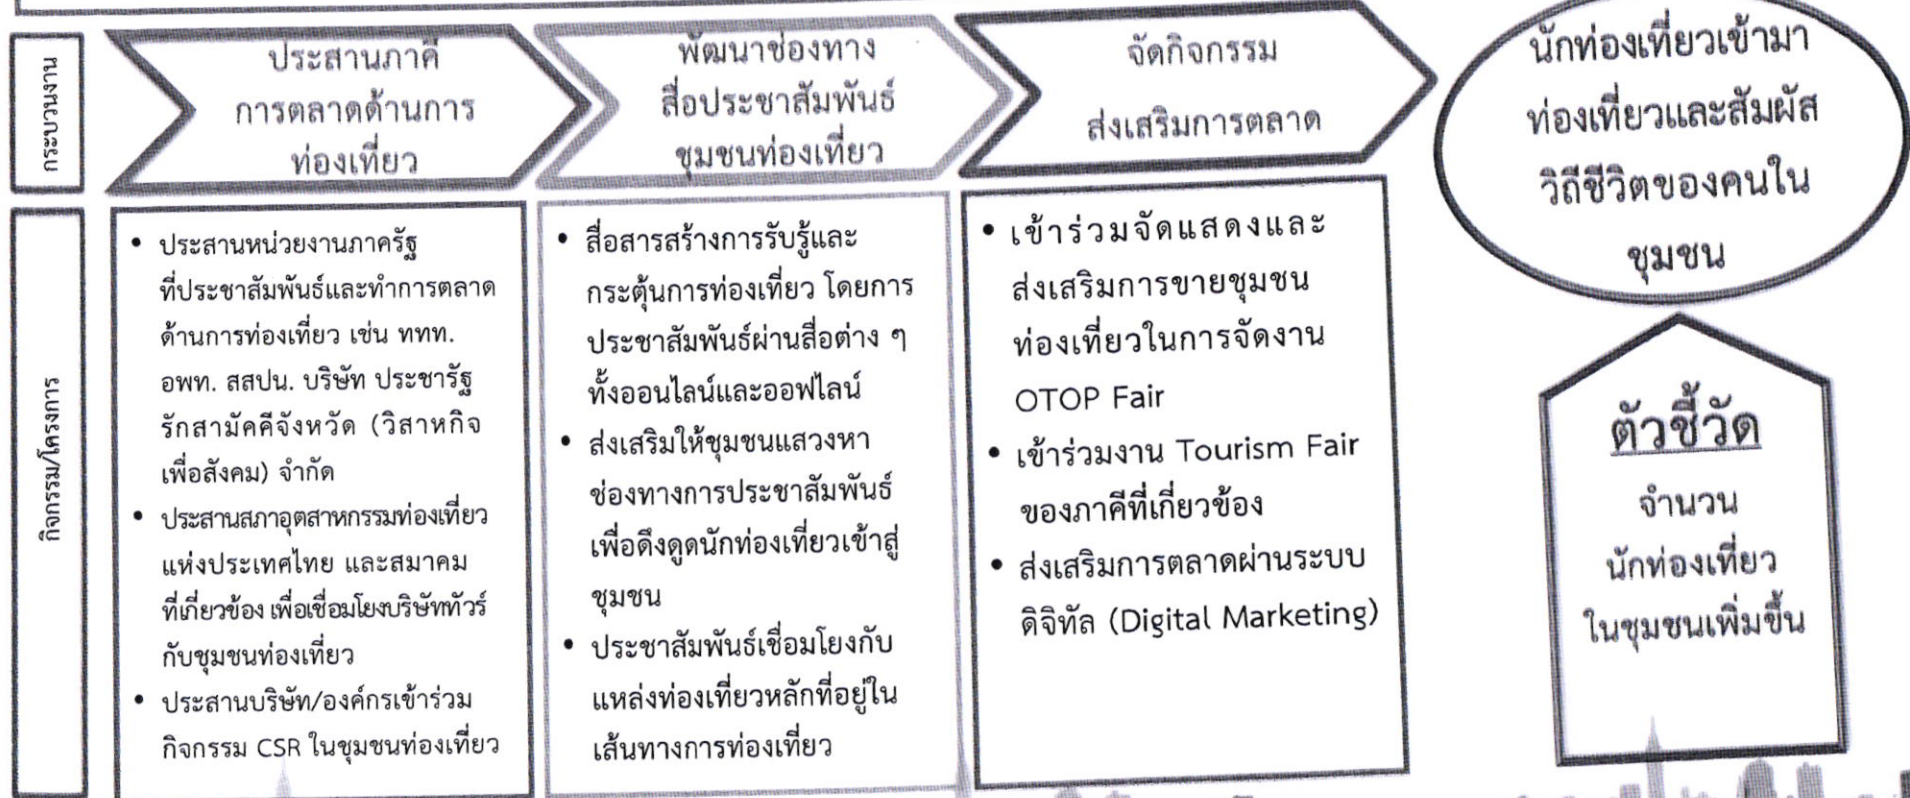 กระบวนงาน
ประสานภาคี
การตลาดด้านการ
ท่องเที่ยว
พัฒนาช่องทาง
สื่อประชาสัมพันธ์
ชุมชนท่องเที่ยว
จัดกิจกรรม
ส่งเสริมการตลาด
นักท่องเที่ยวเข้ามา
ท่องเที่ยวและสัมผัส
วิถีชีวิตของคนใน
ชุมชน
กิจกรรม/โครงการ
• ประสานหน่วยงานภาครัฐ
ที่ประชาสัมพันธ์และทำการตลาด
ด้านการท่องเที่ยว เช่น ททท.
อพท. สสปน. บริษัท ประชารัฐ
รักสามัคคีจังหวัด (วิสาหกิจ
เพื่อสังคม) จำกัด
• ประสานสภาอุตสาหกรรมท่องเที่ยว
แห่งประเทศไทย และสมาคม
ที่เกี่ยวข้อง เพื่อเชื่อมโยงบริษัททัวร์
กับชุมชนท่องเที่ยว
• ประสานบริษัท/องค์กรเข้าร่วม
กิจกรรม CSR ในชุมชนท่องเที่ยว
• สื่อสารสร้างการรับรู้และ
กระตุ้นการท่องเที่ยว โดยการ
ประชาสัมพันธ์ผ่านสื่อต่าง ๆ
ทั้งออนไลน์และออฟไลน์
• ส่งเสริมให้ชุมชนแสวงหา
ช่องทางการประชาสัมพันธ์
เพื่อดึงดูดนักท่องเที่ยวเข้าสู่
ชุมชน
• ประชาสัมพันธ์เชื่อมโยงกับ
แหล่งท่องเที่ยวหลักที่อยู่ใน
เส้นทางการท่องเที่ยว
• เข้าร่วมจัดแสดงและ
ส่งเสริมการขายชุมชน
ท่องเที่ยวในการจัดงาน
OTOP Fair
• เข้าร่วมงาน Tourism Fair
ของภาคีที่เกี่ยวข้อง
• ส่งเสริมการตลาดผ่านระบบ
ดิจิทัล (Digital Marketing)
ตัวชี้วัด
จำนวน
นักท่องเที่ยว
ในชุมชนเพิ่มขึ้น